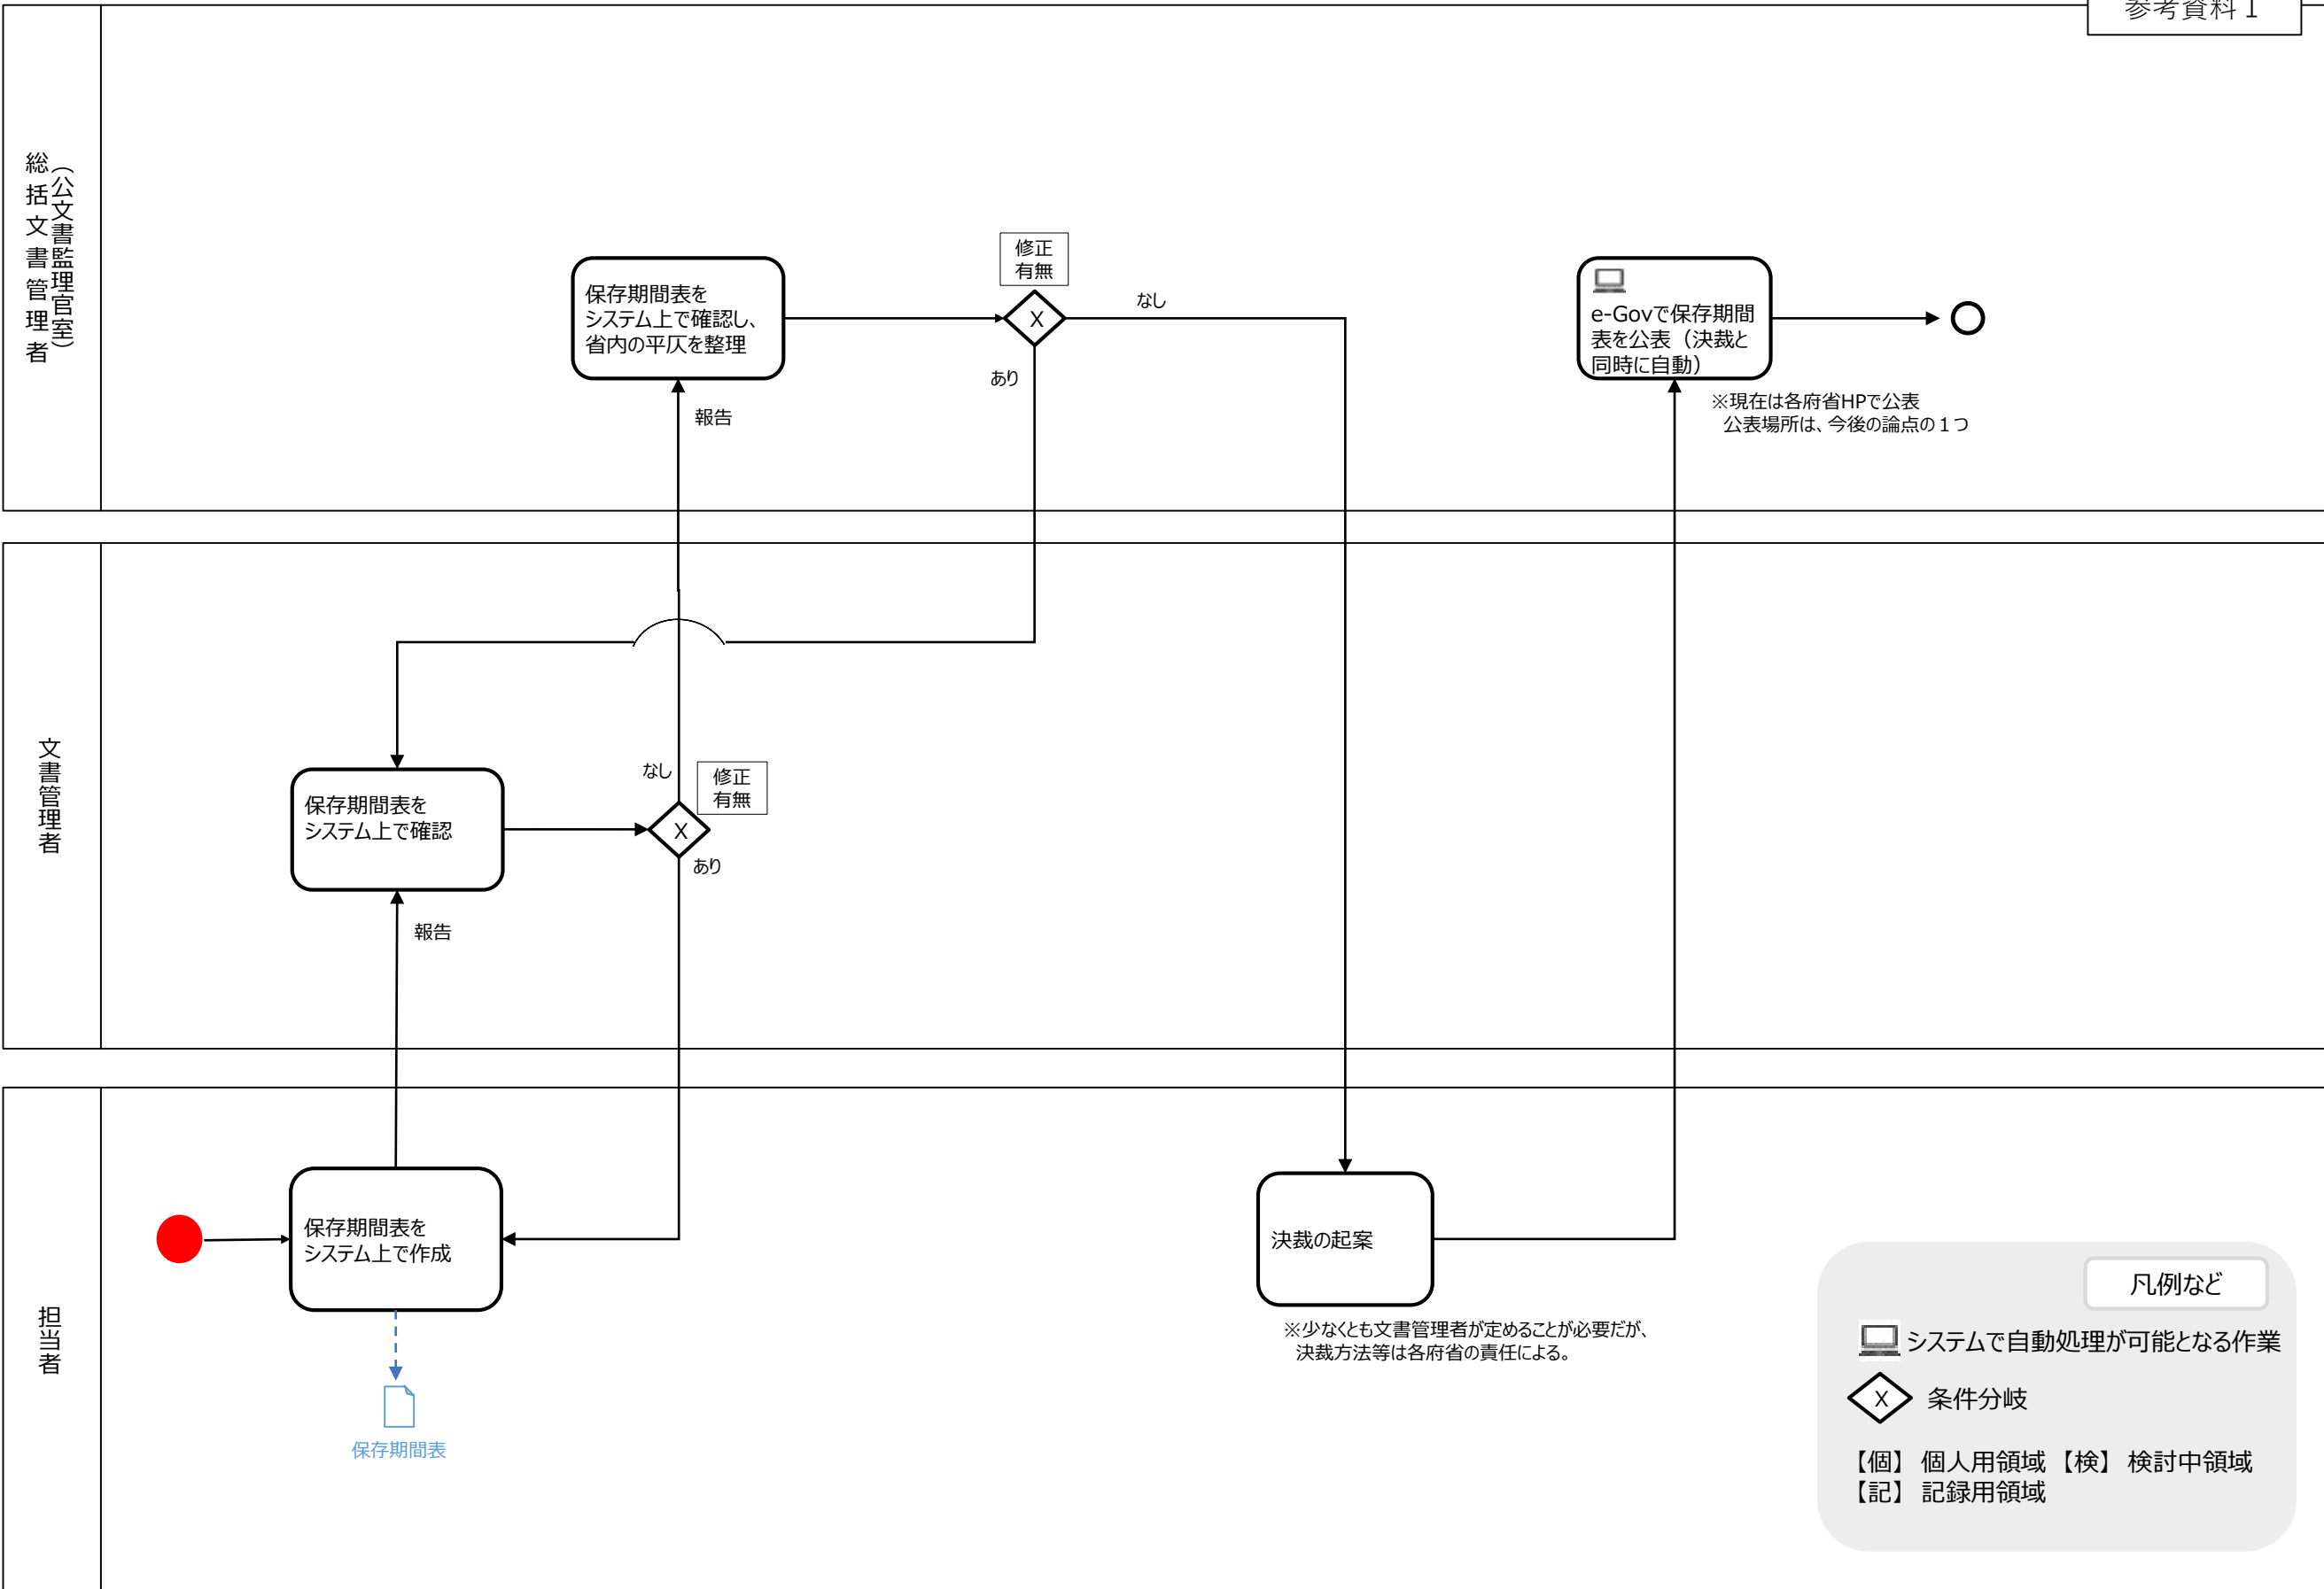 参考資料１
総括文書管理者
（公文書監理官室）
保存期間表を
システム上で確認し、
省内の平仄を整理
修正
有無
なし
あり
報告
e-Govで保存期間
表を公表（決裁と
同時に自動）
※現在は各府省HPで公表
公表場所は、今後の論点の１つ
文書管理者
保存期間表を
システム上で確認
なし
修正
有無
X
X
あり
報告
担当者
保存期間表を
システム上で作成
保存期間表
決裁の起案
※少なくとも文書管理者が定めることが必要だが、
決裁方法等は各府省の責任による。
凡例など
システムで自動処理が可能となる作業
X
条件分岐
【個】 個人用領域 【検】 検討中領域
【記】 記録用領域